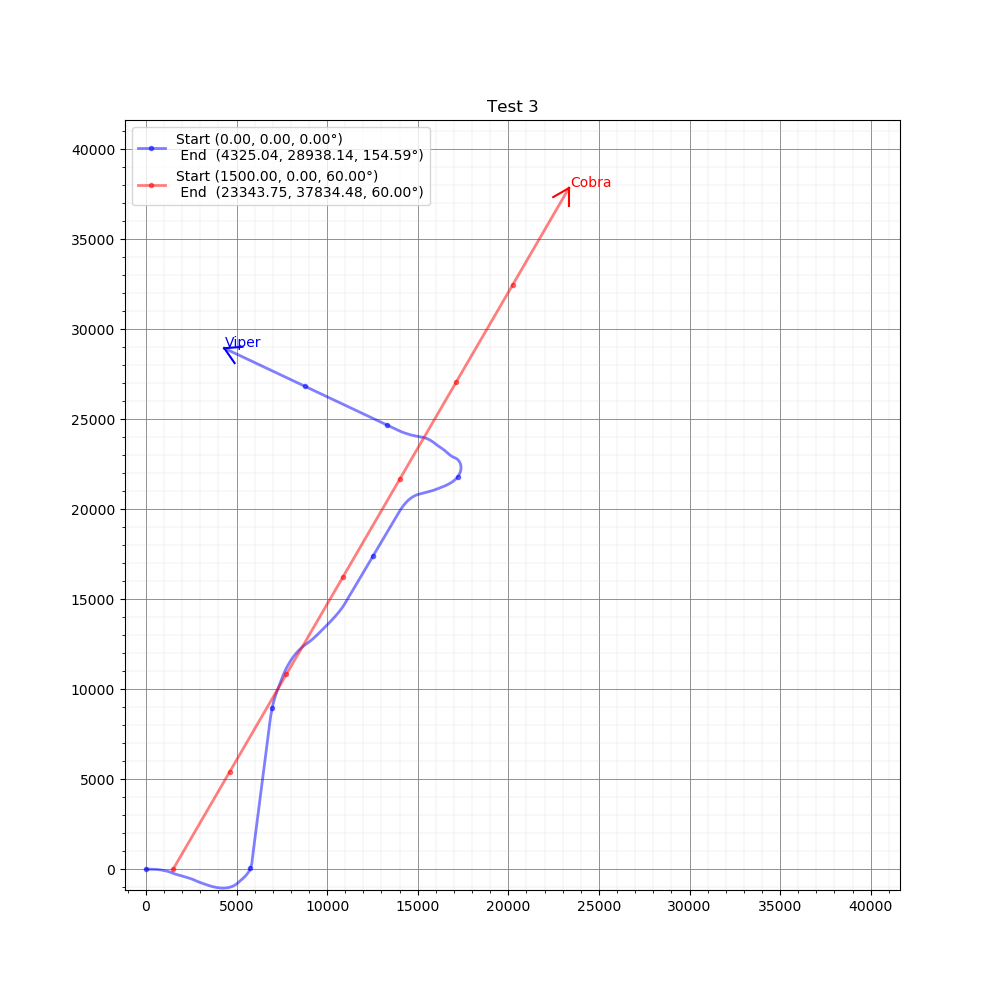 Test 3
Start (0.00, 0.00, 0.00°)
End  (4325.04, 28938.14, 154.59°)
Start (1500.00, 0.00, 60.00°)
End  (23343.75, 37834.48, 60.00°)
Cobra
Viper
40000
35000
30000
25000
20000
15000
10000
5000
0
0 5000 10000 15000 20000 25000 30000 35000 40000